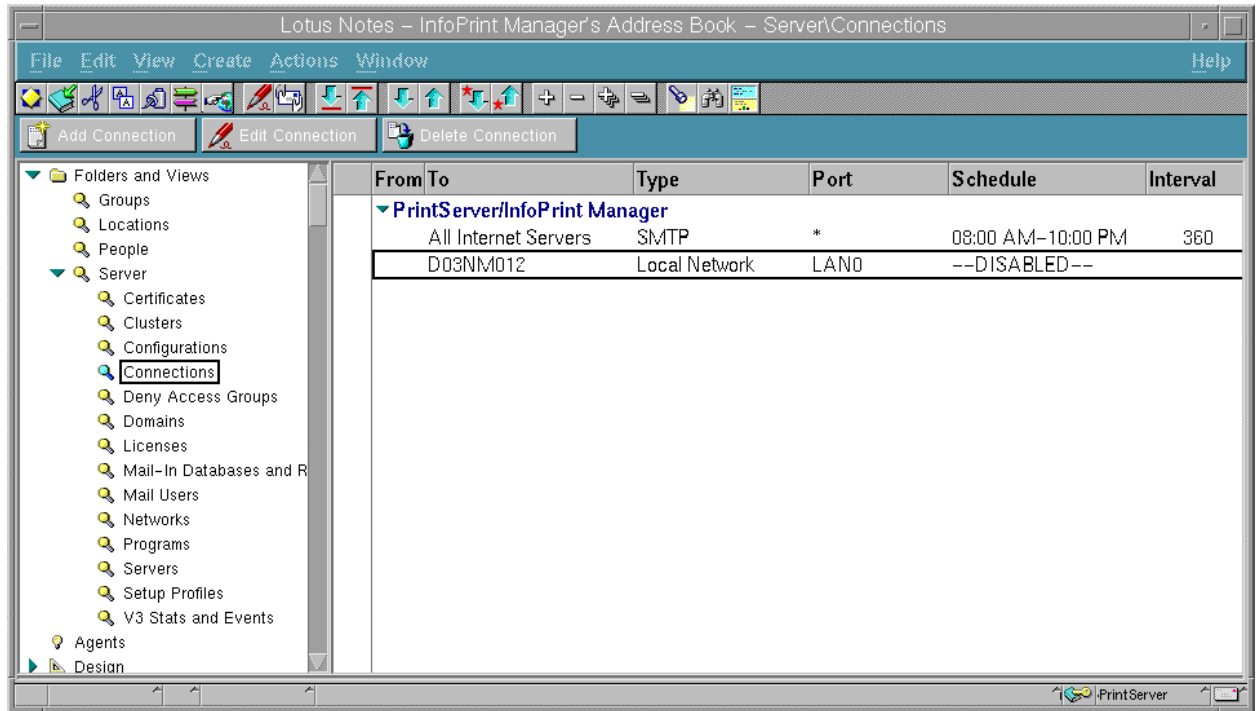 Lotus Notes – InfoPrint Manager's Address Book – Server\Connections
File Edit View Create Actions Window Help
Add Connection Edit Connection Delete Connection
Folders and Views
Groups
Locations
People
Server
Certificates
Clusters
Configurations
Connections
Deny Access Groups
Domains
Licenses
Mail-In Databases and R
Mail Users
Networks
Programs
Servers
Setup Profiles
V3 Stats and Events
Agents
Design
From To Type Port Schedule Interval
PrintServer/InfoPrint Manager
All Internet Servers SMTP * 08:00 AM–10:00 PM 360
D03NM012 Local Network LAN0 --DISABLED--
PrintServer